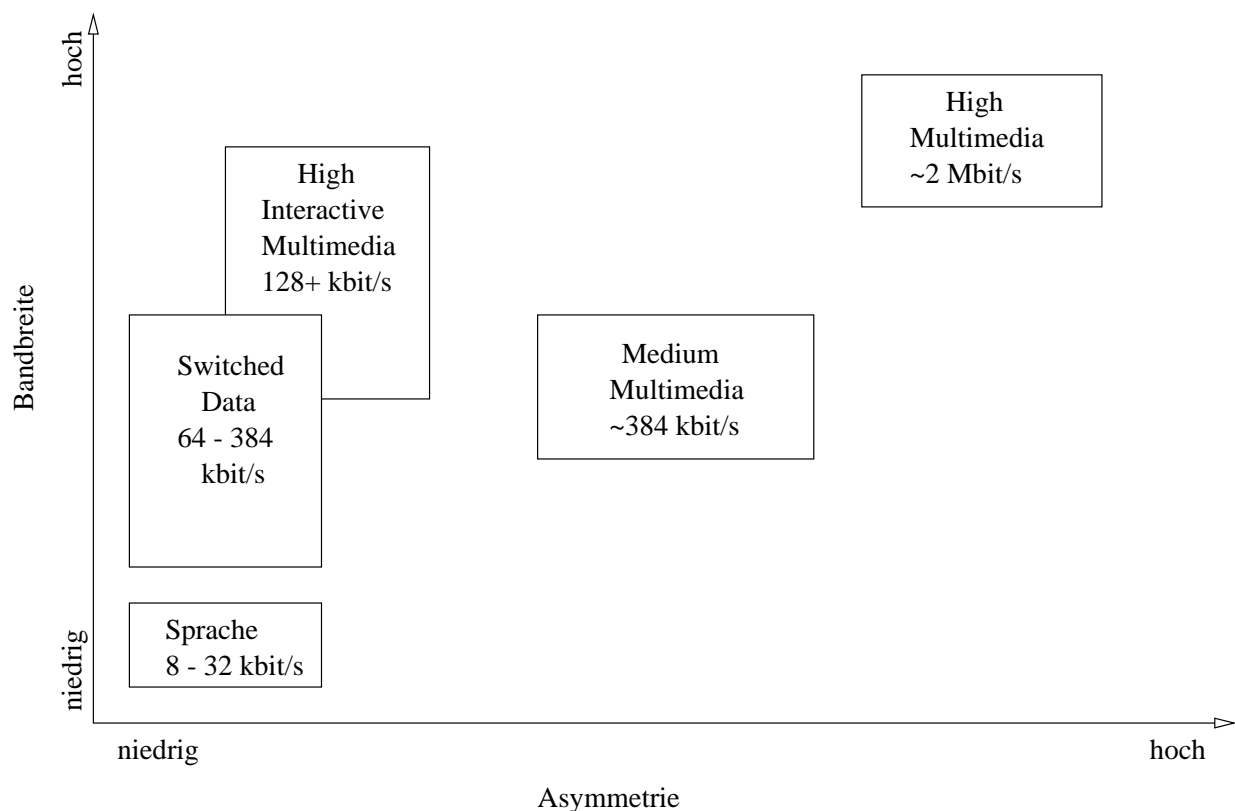 hoch
High
Multimedia
~2 Mbit/s
High
Interactive
Multimedia
128+ kbit/s
Bandbreite
Switched
Data
64 - 384
kbit/s
Medium
Multimedia
~384 kbit/s
niedrig
Sprache
8 - 32 kbit/s
niedrig
hoch
Asymmetrie